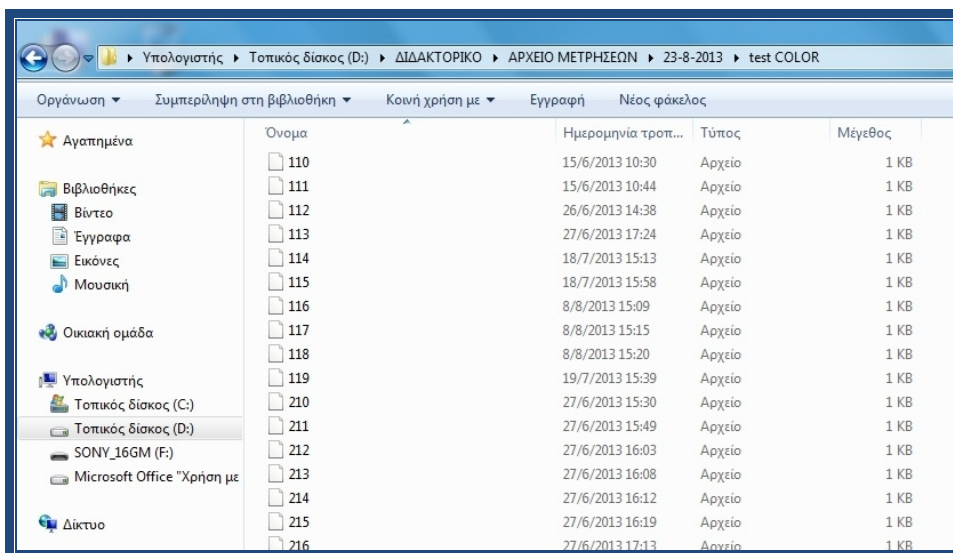 Υπολογιστής ▸ Τοπικός δίσκος (D:) ▸ ΔΙΔΑΚΤΟΡΙΚΟ ▸ ΑΡΧΕΙΟ ΜΕΤΡΗΣΕΩΝ ▸ 23-8-2013 ▸ test COLOR
Οργάνωση Συμπερίληψη στη βιβλιοθήκη Κοινή χρήση με Εγγραφή Νέος φάκελος
Αγαπημένα
Βιβλιοθήκες
Βίντεο
Έγγραφα
Εικόνες
Μουσική
Οικιακή ομάδα
Υπολογιστής
Τοπικός δίσκος (C:)
Τοπικός δίσκος (D:)
SONY_16GM (F:)
Microsoft Office "Χρήση με
Δίκτυο
Όνομα Ημερομηνία τροπ... Τύπος Μέγεθος
110 15/6/2013 10:30 Αρχείο 1 KB
111 15/6/2013 10:44 Αρχείο 1 KB
112 26/6/2013 14:38 Αρχείο 1 KB
113 27/6/2013 17:24 Αρχείο 1 KB
114 18/7/2013 15:13 Αρχείο 1 KB
115 18/7/2013 15:58 Αρχείο 1 KB
116 8/8/2013 15:09 Αρχείο 1 KB
117 8/8/2013 15:15 Αρχείο 1 KB
118 8/8/2013 15:20 Αρχείο 1 KB
119 19/7/2013 15:39 Αρχείο 1 KB
210 27/6/2013 15:30 Αρχείο 1 KB
211 27/6/2013 15:49 Αρχείο 1 KB
212 27/6/2013 16:03 Αρχείο 1 KB
213 27/6/2013 16:08 Αρχείο 1 KB
214 27/6/2013 16:12 Αρχείο 1 KB
215 27/6/2013 16:19 Αρχείο 1 KB
216 27/6/2013 17:13 Αρχείο 1 KB